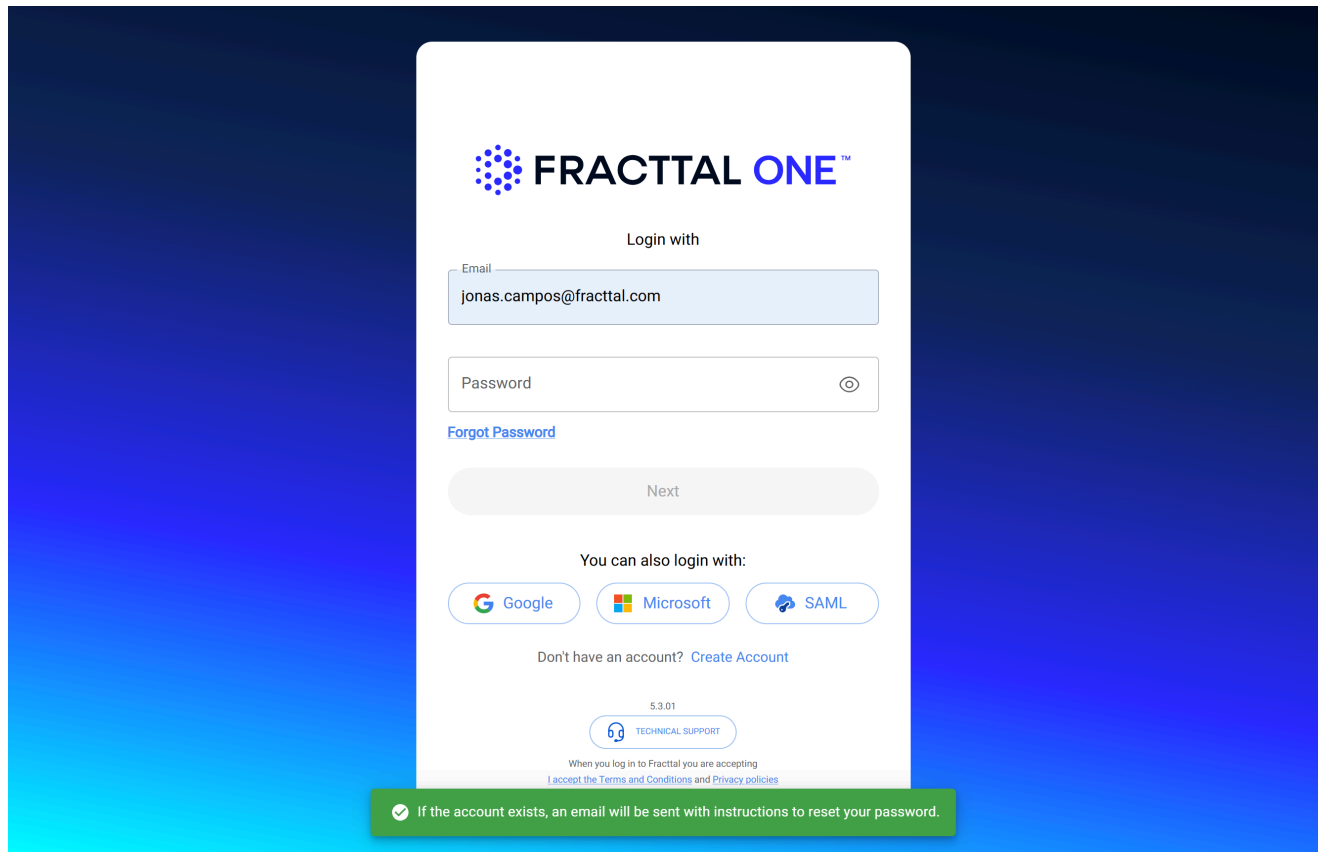 FRACTTAL ONE™
Login with
Email
jonas.campos@fracttal.com
Password
Forgot Password
Next
You can also login with:
Google
Microsoft
SAML
Don't have an account? Create Account
5.3.01
TECHNICAL SUPPORT
When you log in to Fracttal you are accepting
I accept the Terms and Conditions and Privacy policies
If the account exists, an email will be sent with instructions to reset your password.